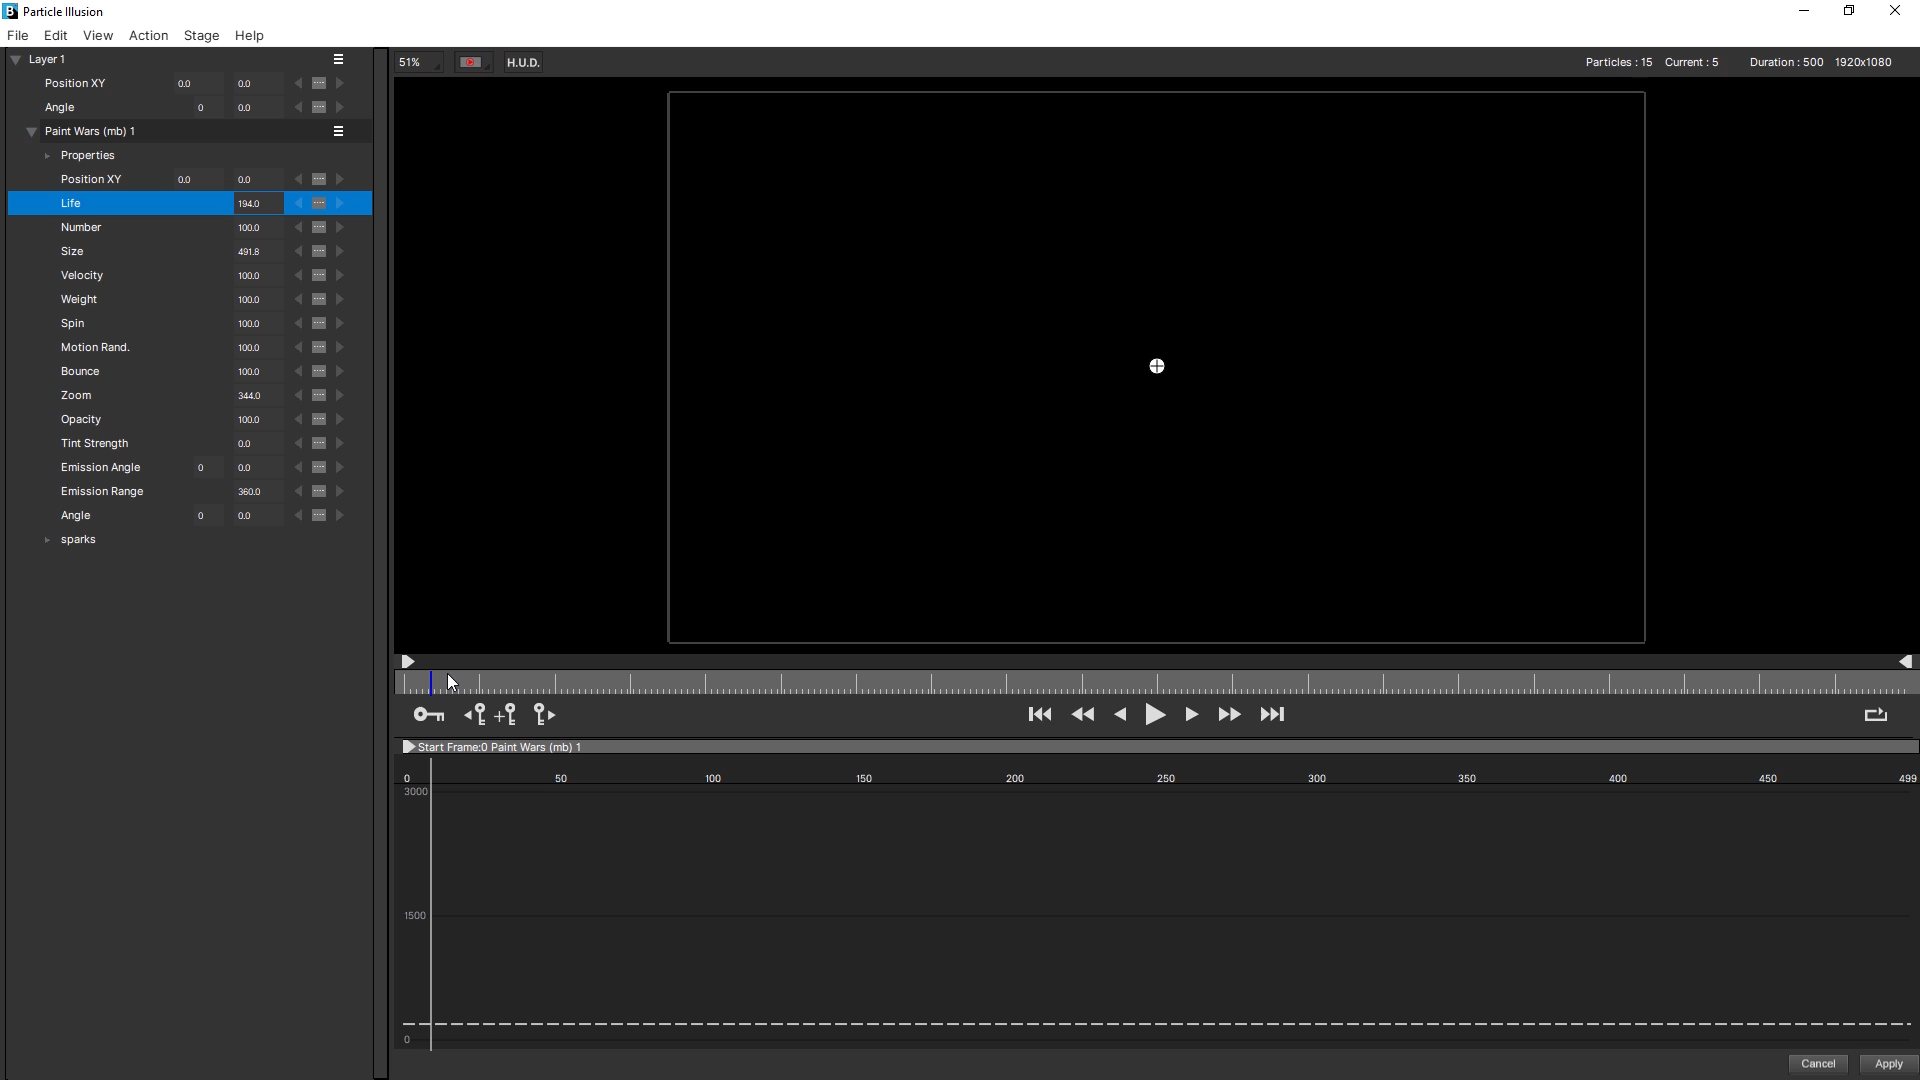 B Particle Illusion
File Edit View Action Stage Help
Layer 1
51% H.U.D. Particles : 15 Current : 5 Duration : 500 1920x1080
Position XY 0.0 0.0
Angle 0 0.0
Paint Wars (mb) 1
Properties
Position XY 0.0 0.0
Life 194.0
Number 100.0
Size 491.8
Velocity 100.0
Weight 100.0
Spin 100.0
Motion Rand. 100.0
Bounce 100.0
Zoom 344.0
Opacity 100.0
Tint Strength 0.0
Emission Angle 0 0.0
Emission Range 360.0
Angle 0 0.0
sparks
Start Frame:0 Paint Wars (mb) 1
0 50 100 150 200 250 300 350 400 450 499
3000
1500
0
Cancel Apply